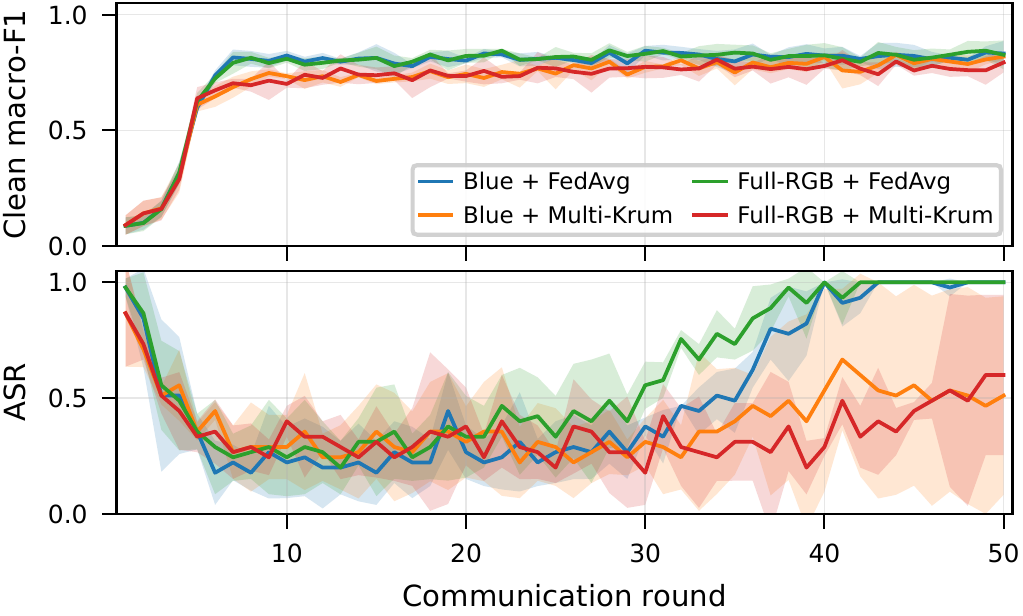 Clean macro-F1
1.0
0.5
0.0
Blue + FedAvg
Blue + Multi-Krum
Full-RGB + FedAvg
Full-RGB + Multi-Krum
ASR
1.0
0.5
0.0
10 20 30 40 50
Communication round